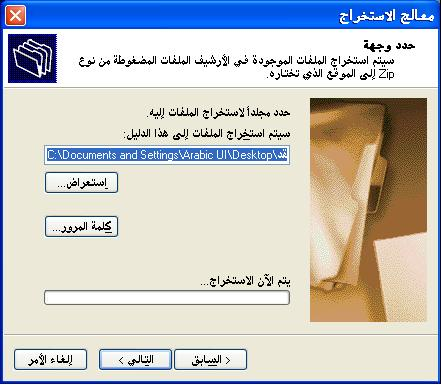 معالج الاستخراج
حدد وجهة
سيتم استخراج الملفات الموجودة في الأرشيف الملفات المضغوطة من نوع
Zip إلى الموقع الذي تختاره.
حدد مجلداً لاستخراج الملفات إليه.
سيتم استخراج الملفات إلى هذا الدليل:
C:\Documents and Settings\Arabic UI\Desktop\
إستعراض...
كلمة المرور...
يتم الآن الاستخراج...
< السابق
التالي >
إلغاء الأمر